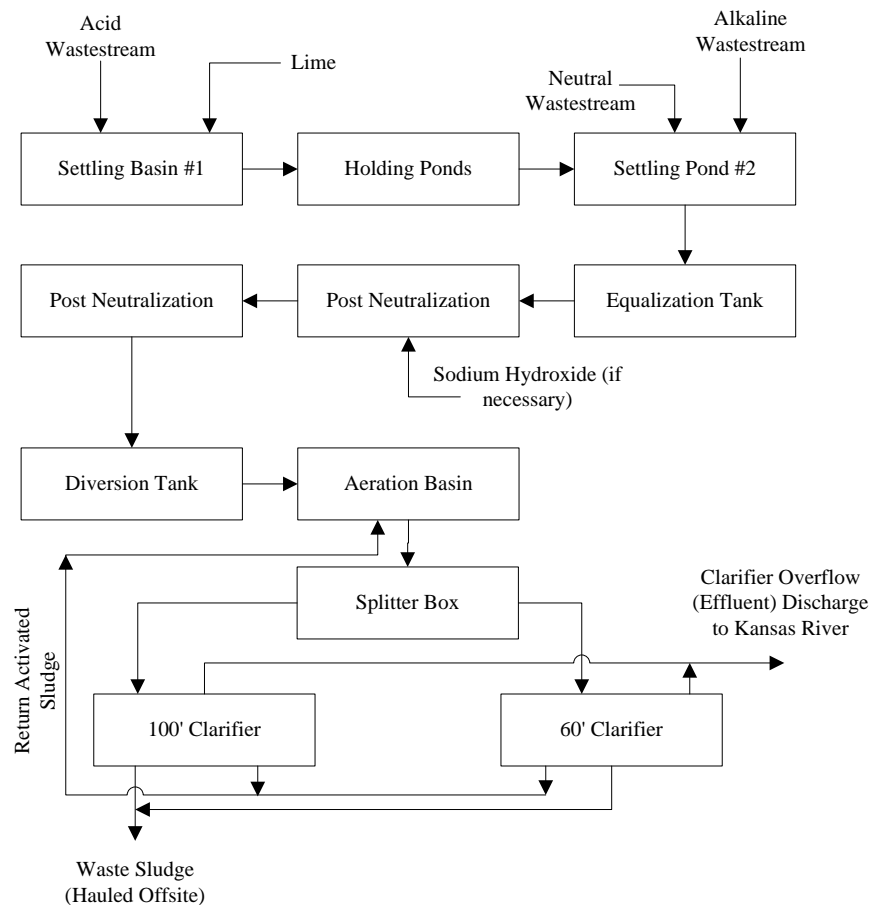 Acid
Wastestream
Lime
Alkaline
Wastestream
Neutral
Wastestream
Settling Basin #1
Holding Ponds
Settling Pond #2
Post Neutralization
Post Neutralization
Equalization Tank
Sodium Hydroxide (if
necessary)
Diversion Tank
Aeration Basin
Splitter Box
Clarifier Overflow
(Effluent) Discharge
to Kansas River
Return Activated
Sludge
100' Clarifier
60' Clarifier
Waste Sludge
(Hauled Offsite)